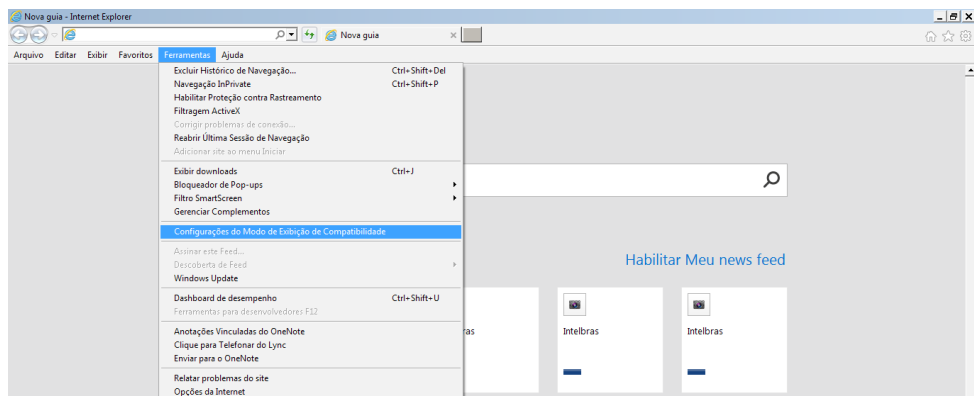 Nova guia - Internet Explorer
Nova guia
Arquivo Editar Exibir Favoritos Ferramentas Ajuda
Excluir Histórico de Navegação... Ctrl+Shift+Del
Navegação InPrivate Ctrl+Shift+P
Habilitar Proteção contra Rastreamento
Filtragem ActiveX
Corrigir problemas de conexão...
Reabrir Última Sessão de Navegação
Adicionar site ao menu Iniciar
Exibir downloads Ctrl+J
Bloqueador de Pop-ups
Filtro SmartScreen
Gerenciar Complementos
Configurações do Modo de Exibição de Compatibilidade
Assinar este Feed...
Descoberta de Feed
Windows Update
Dashboard de desempenho Ctrl+Shift+U
Ferramentas para desenvolvedores F12
Anotações Vinculadas do OneNote
Clique para Telefonar do Lync
Enviar para o OneNote
Relatar problemas do site
Opções da Internet
Habilitar Meu news feed
ras Intelbras Intelbras